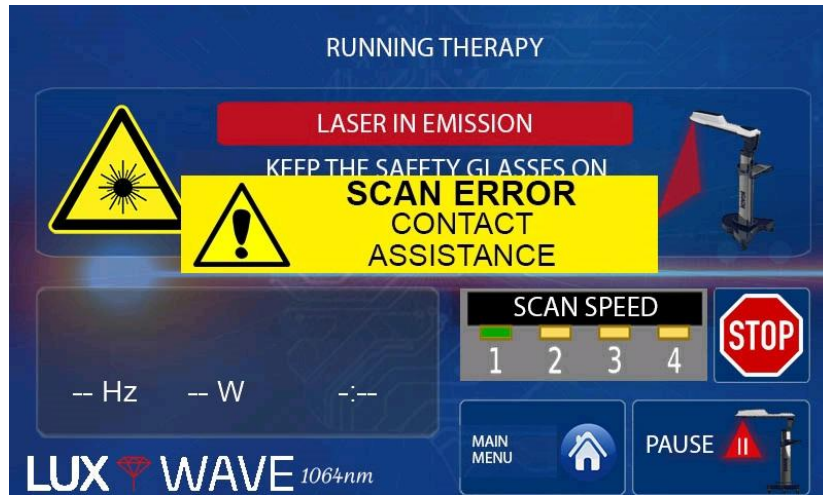 RUNNING THERAPY
LASER IN EMISSION
KEEP THE SAFETY GLASSES ON
SCAN ERROR
CONTACT
ASSISTANCE
SCAN SPEED
1 2 3 4
STOP
-- Hz -- W -:--
MAIN
MENU
PAUSE
LUX WAVE 1064nm